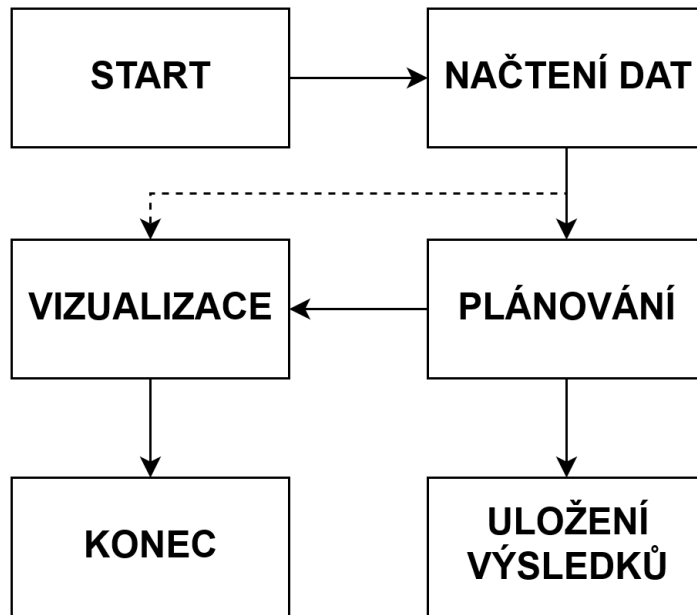 START
NAČTENÍ DAT
VIZUALIZACE
PLÁNOVÁNÍ
KONEC
ULOŽENÍ
VÝSLEDKŮ